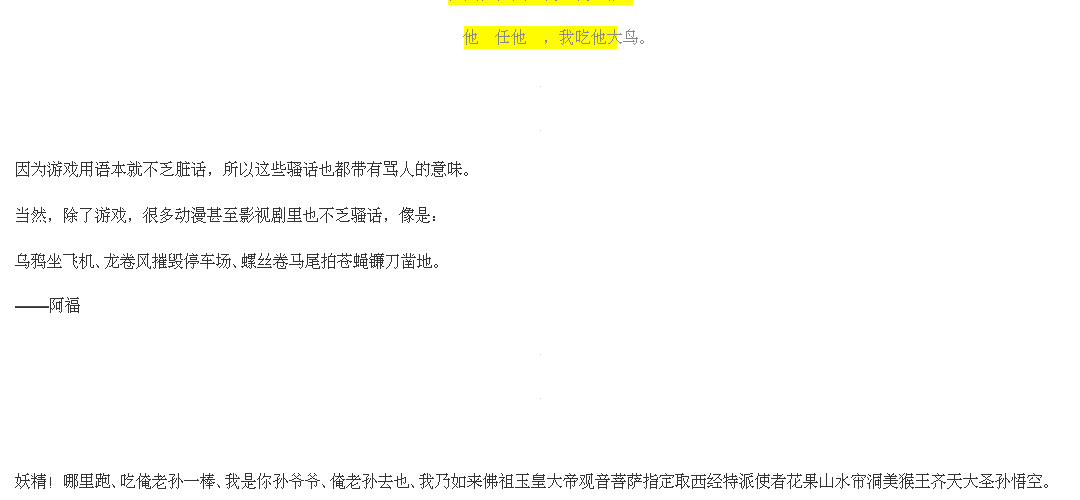 他 任他 ，我吃他大鸟。
因为游戏用语本就不乏脏话，所以这些骚话也都带有骂人的意味。
当然，除了游戏，很多动漫甚至影视剧里也不乏骚话，像是：
乌鸦坐飞机、龙卷风摧毁停车场、螺丝卷马尾拍苍蝇镰刀凿地。
——阿福
妖精！哪里跑、吃俺老孙一棒、我是你孙爷爷、俺老孙去也、我乃如来佛祖玉皇大帝观音菩萨指定取西经特派使者花果山水帘洞美猴王齐天大圣孙悟空。